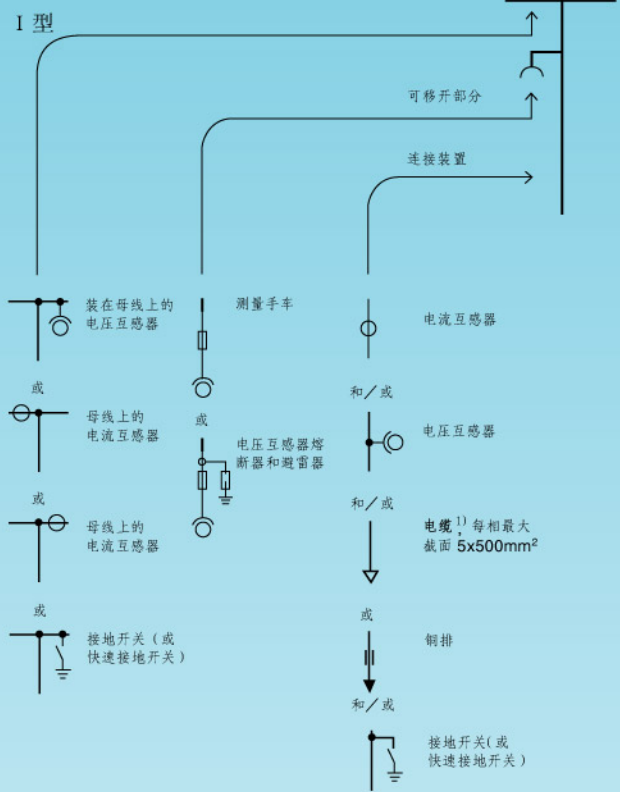 I 型
可移开部分
连接装置
装在母线上的
电压互感器
或
母线上的
电流互感器
或
母线上的
电流互感器
或
接地开关（或
快速接地开关）
测量手车
或
电压互感器熔
断器和避雷器
电流互感器
和/或
电压互感器
和/或
电缆1)，每相最大
截面 5x500mm²
或
铜排
和/或
接地开关(或
快速接地开关）